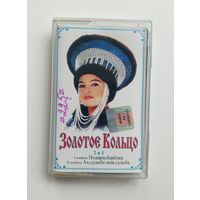 Золотое Кольцо
2 в 1
I альбом Подари, берёзка
II альбом Ах, судьба моя, судьба